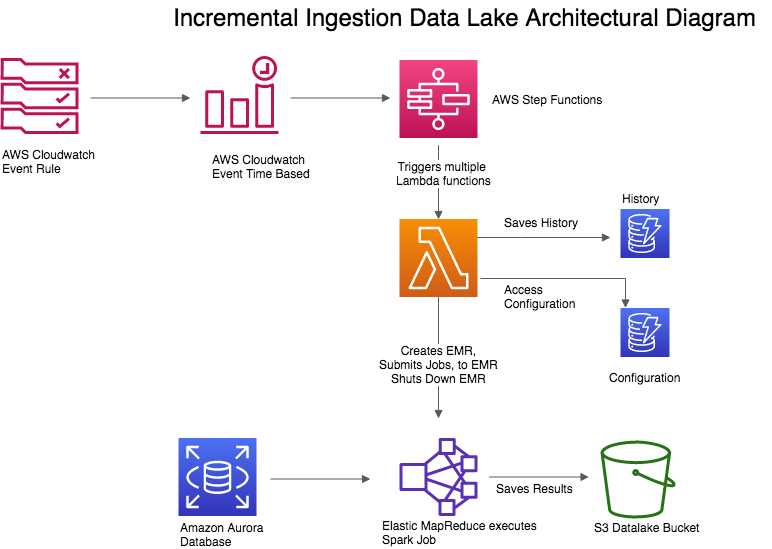 Incremental Ingestion Data Lake Architectural Diagram
AWS Cloudwatch
Event Rule
AWS Cloudwatch
Event Time Based
AWS Step Functions
Triggers multiple
Lambda functions
Saves History
History
Access
Configuration
Configuration
Creates EMR,
Submits Jobs, to EMR
Shuts Down EMR
Amazon Aurora
Database
Elastic MapReduce executes
Spark Job
Saves Results
S3 Datalake Bucket